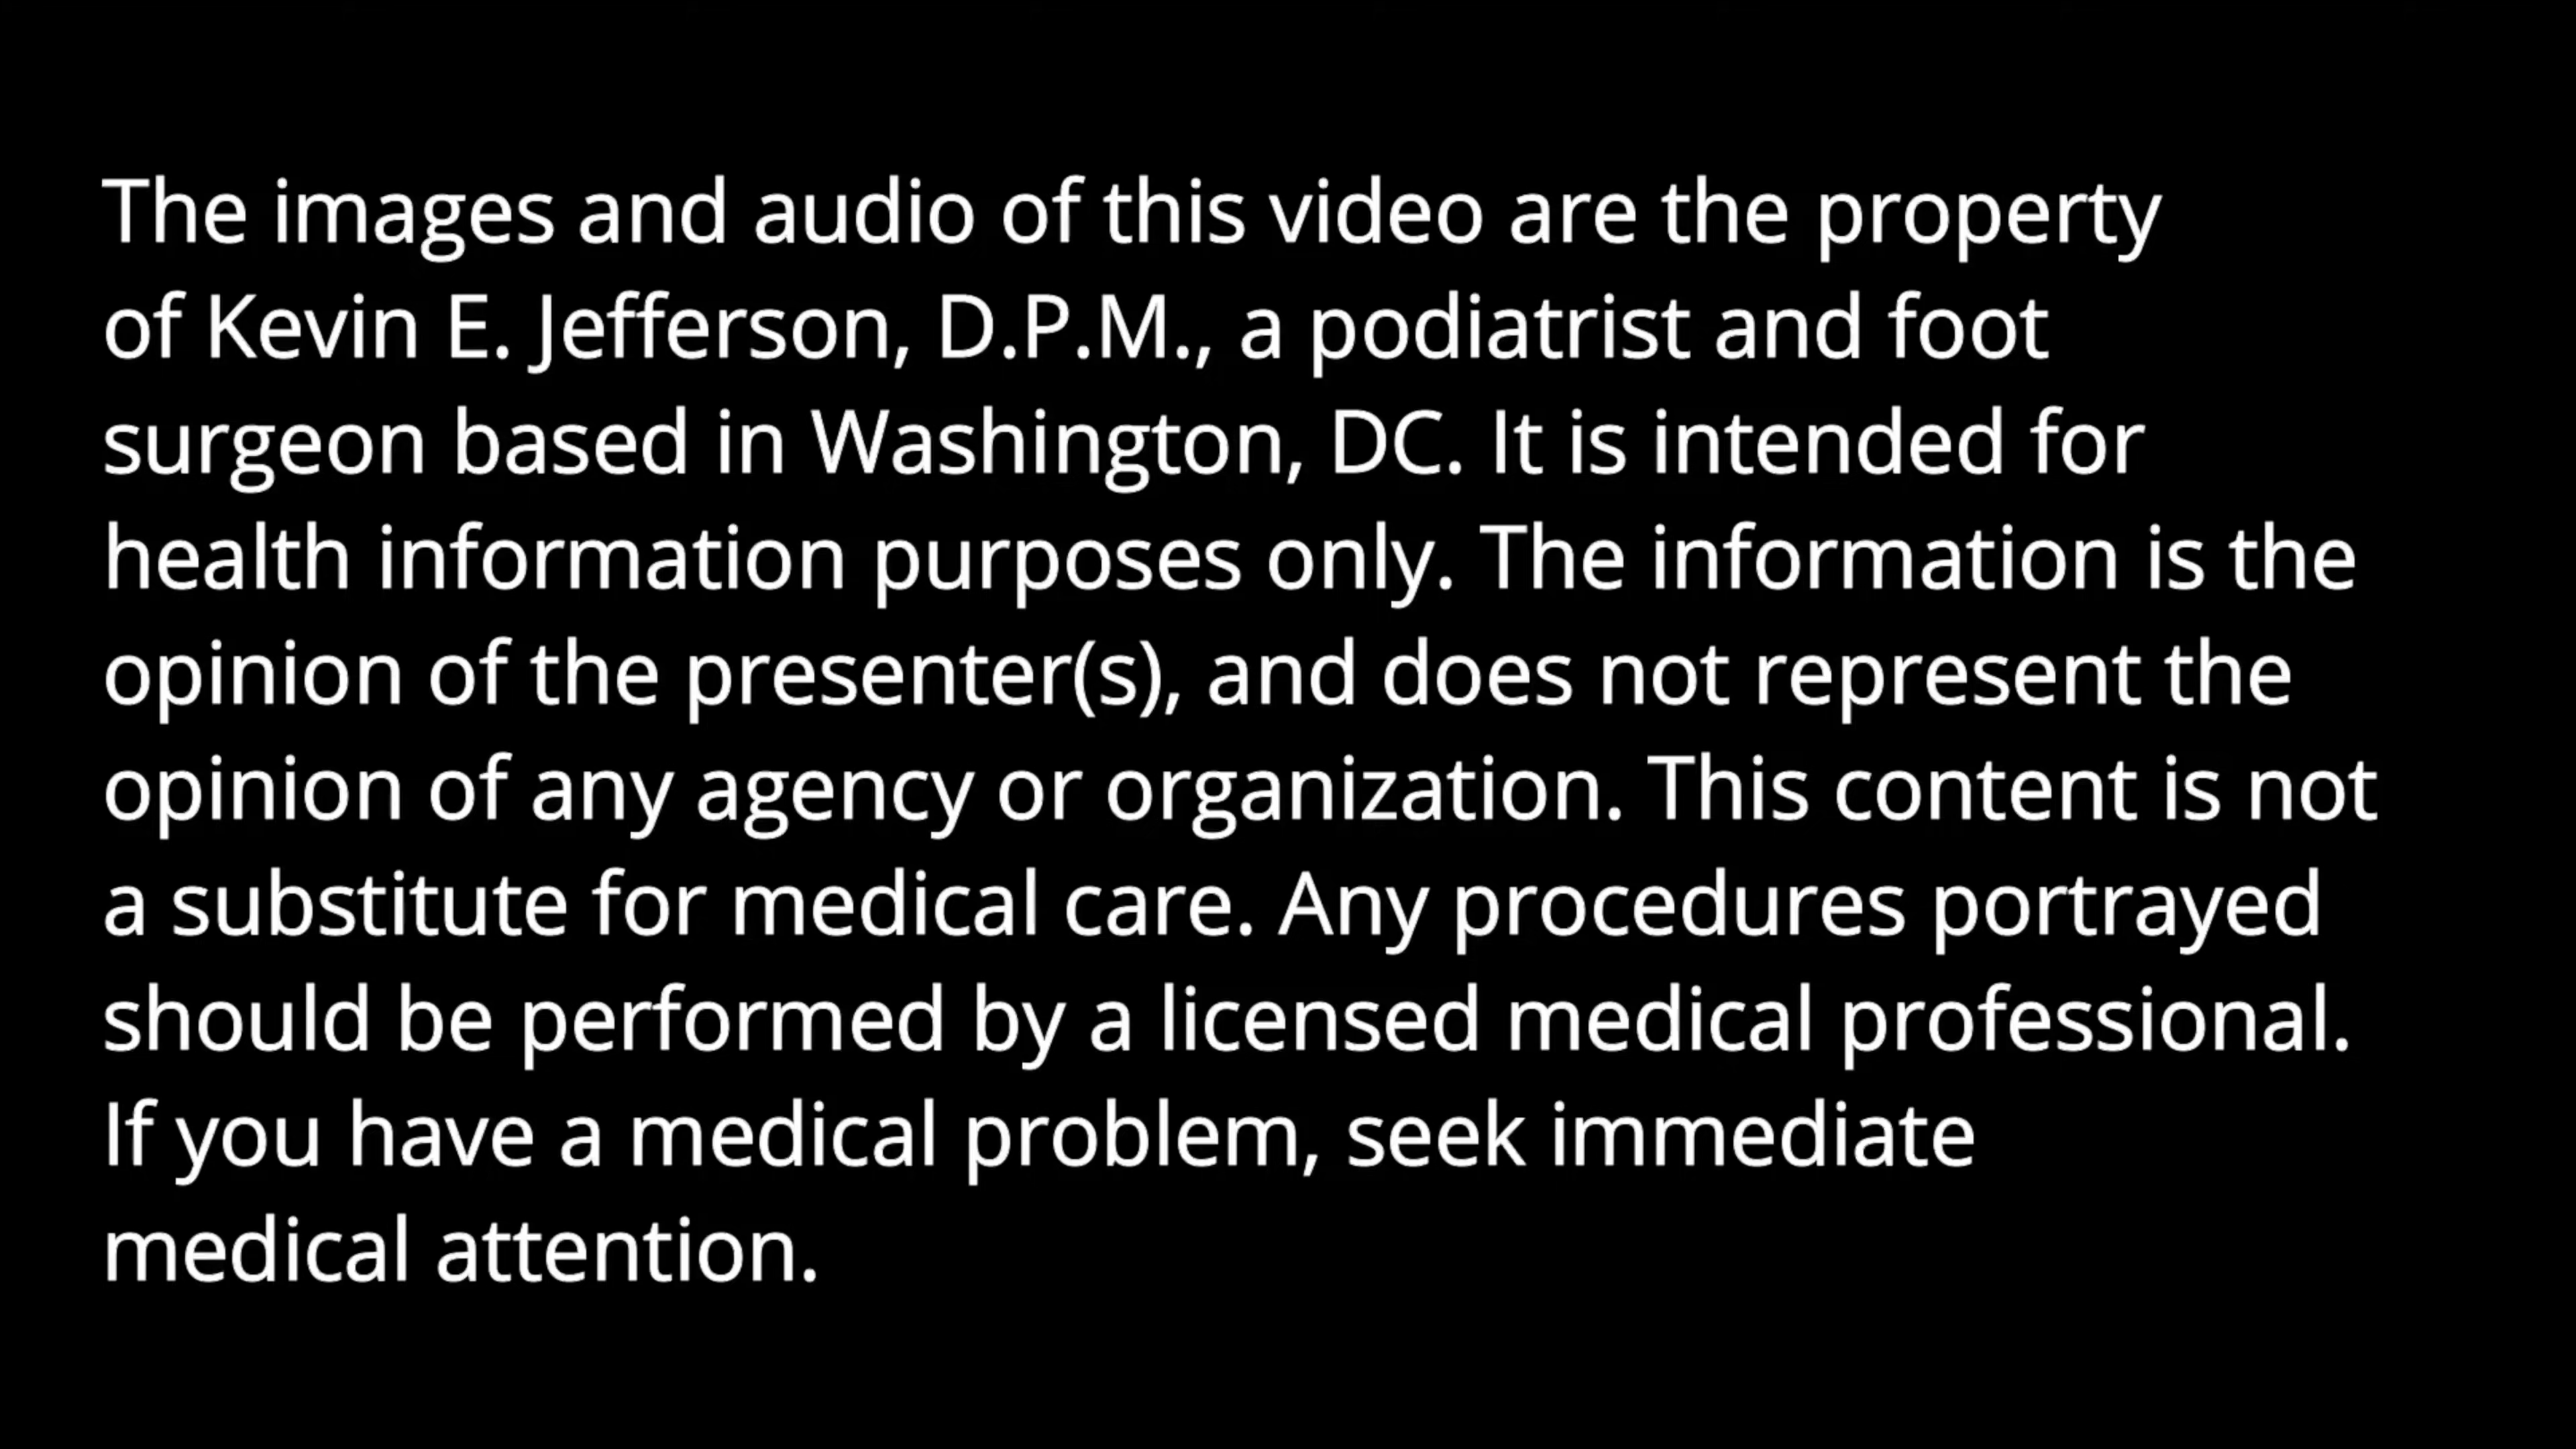 The images and audio of this video are the property
of Kevin E. Jefferson, D.P.M., a podiatrist and foot
surgeon based in Washington, DC. It is intended for
health information purposes only. The information is the
opinion of the presenter(s), and does not represent the
opinion of any agency or organization. This content is not
a substitute for medical care. Any procedures portrayed
should be performed by a licensed medical professional.
If you have a medical problem, seek immediate
medical attention.